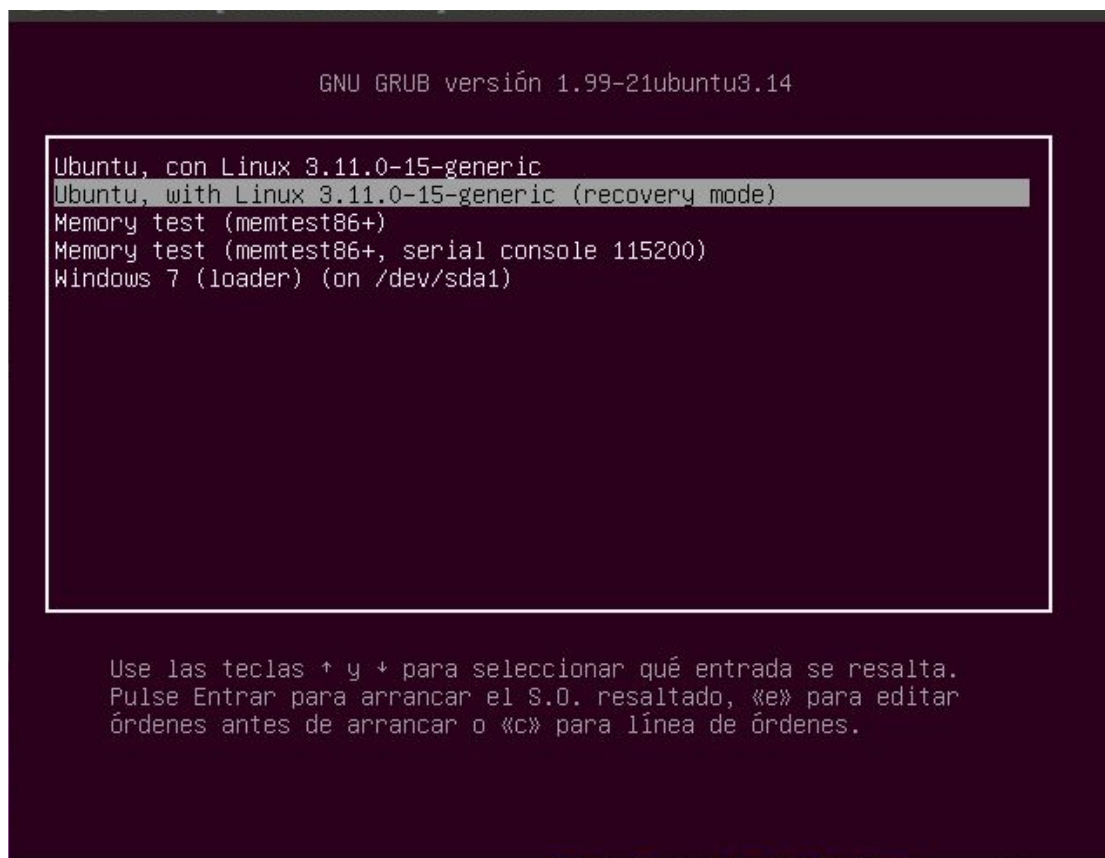 GNU GRUB versión 1.99-21ubuntu3.14
Ubuntu, con Linux 3.11.0-15-generic
Ubuntu, with Linux 3.11.0-15-generic (recovery mode)
Memory test (memtest86+)
Memory test (memtest86+, serial console 115200)
Windows 7 (loader) (on /dev/sda1)
Use las teclas ↑ y ↓ para seleccionar qué entrada se resalta.
Pulse Entrar para arrancar el S.O. resaltado, «e» para editar
órdenes antes de arrancar o «c» para línea de órdenes.